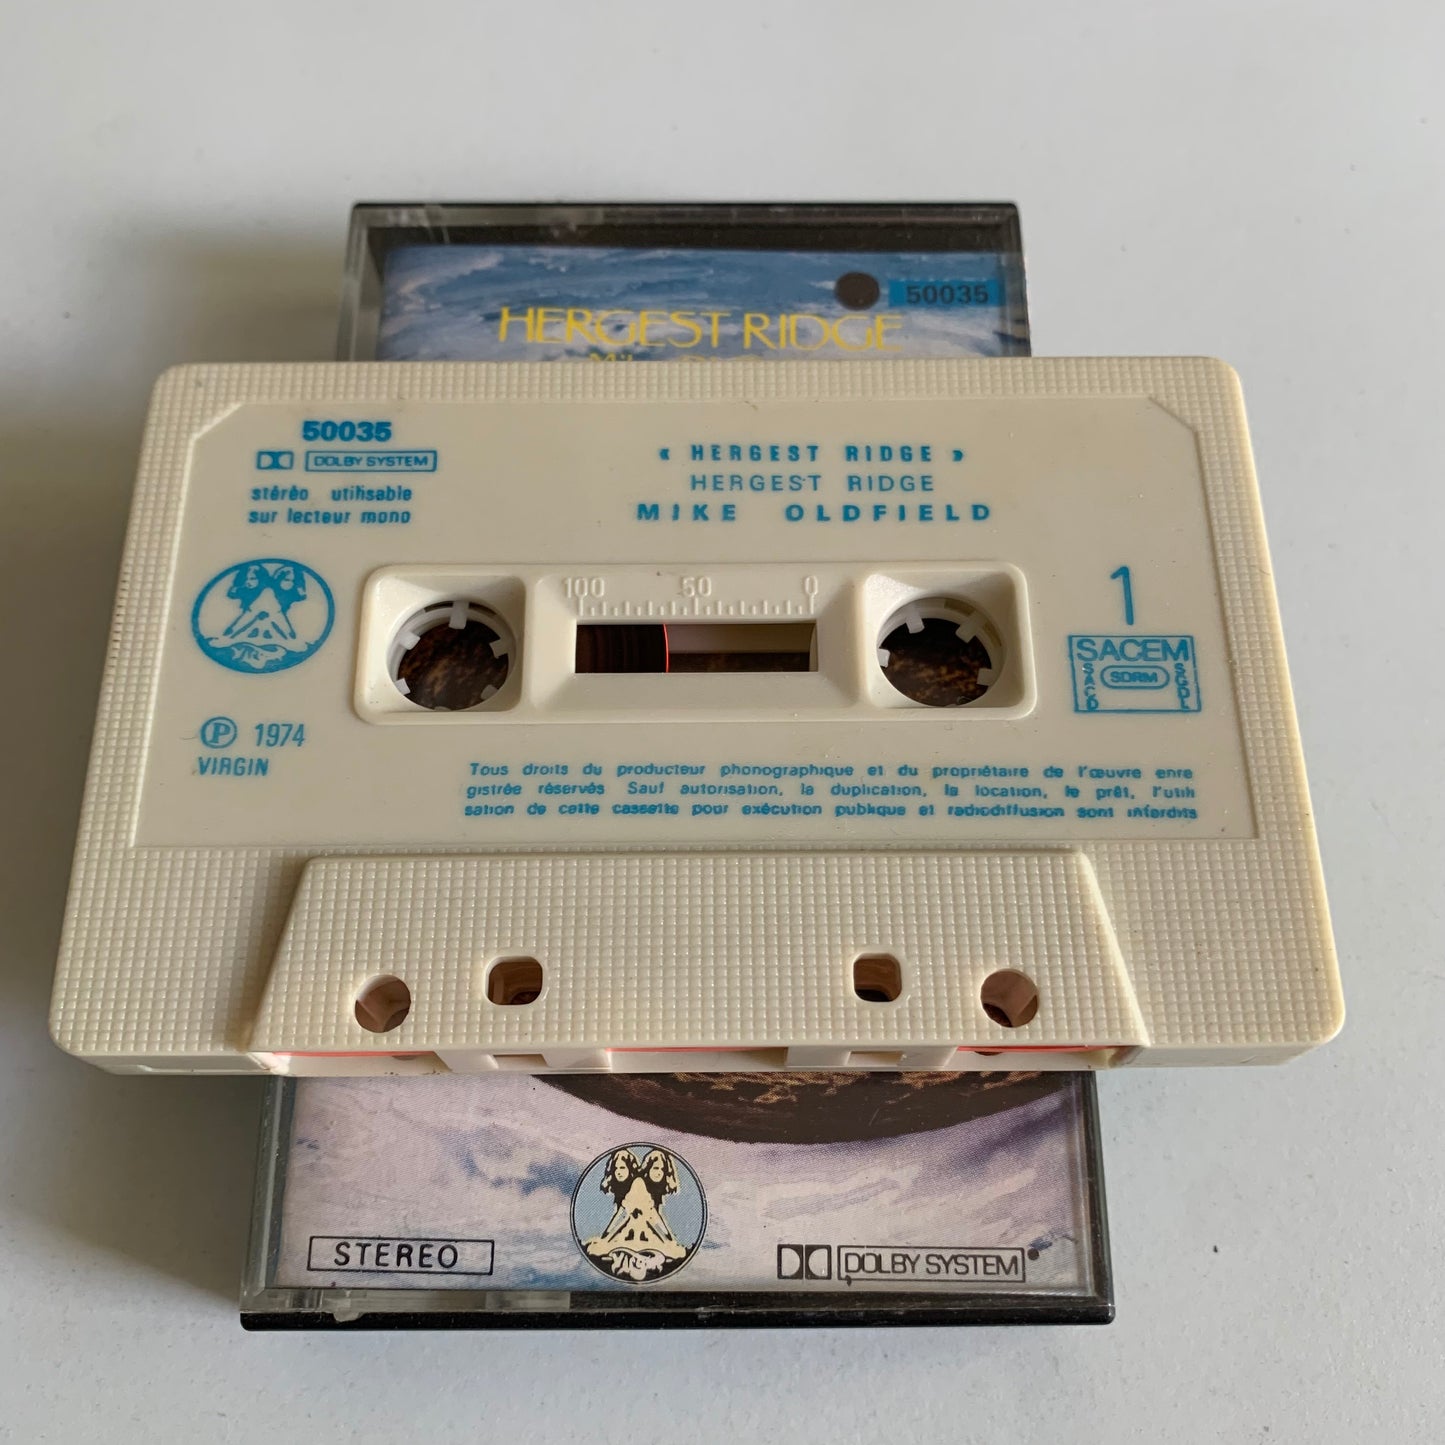 50035
HERGEST RIDGE
50035
DOLBY SYSTEM
stéréo utilisable
sur lecteur mono
« HERGEST RIDGE »
HERGEST RIDGE
MIKE OLDFIELD
100 50 0
1
SACEM
SACD SDRM SGDL
℗ 1974
VIRGIN
Tous droits du producteur phonographique et du propriétaire de l'œuvre enre
gistrée réservés Sauf autorisation, la duplication, la location, le prêt, l'utili
sation de cette cassette pour exécution publique et radiodiffusion sont interdits
STEREO
DOLBY SYSTEM